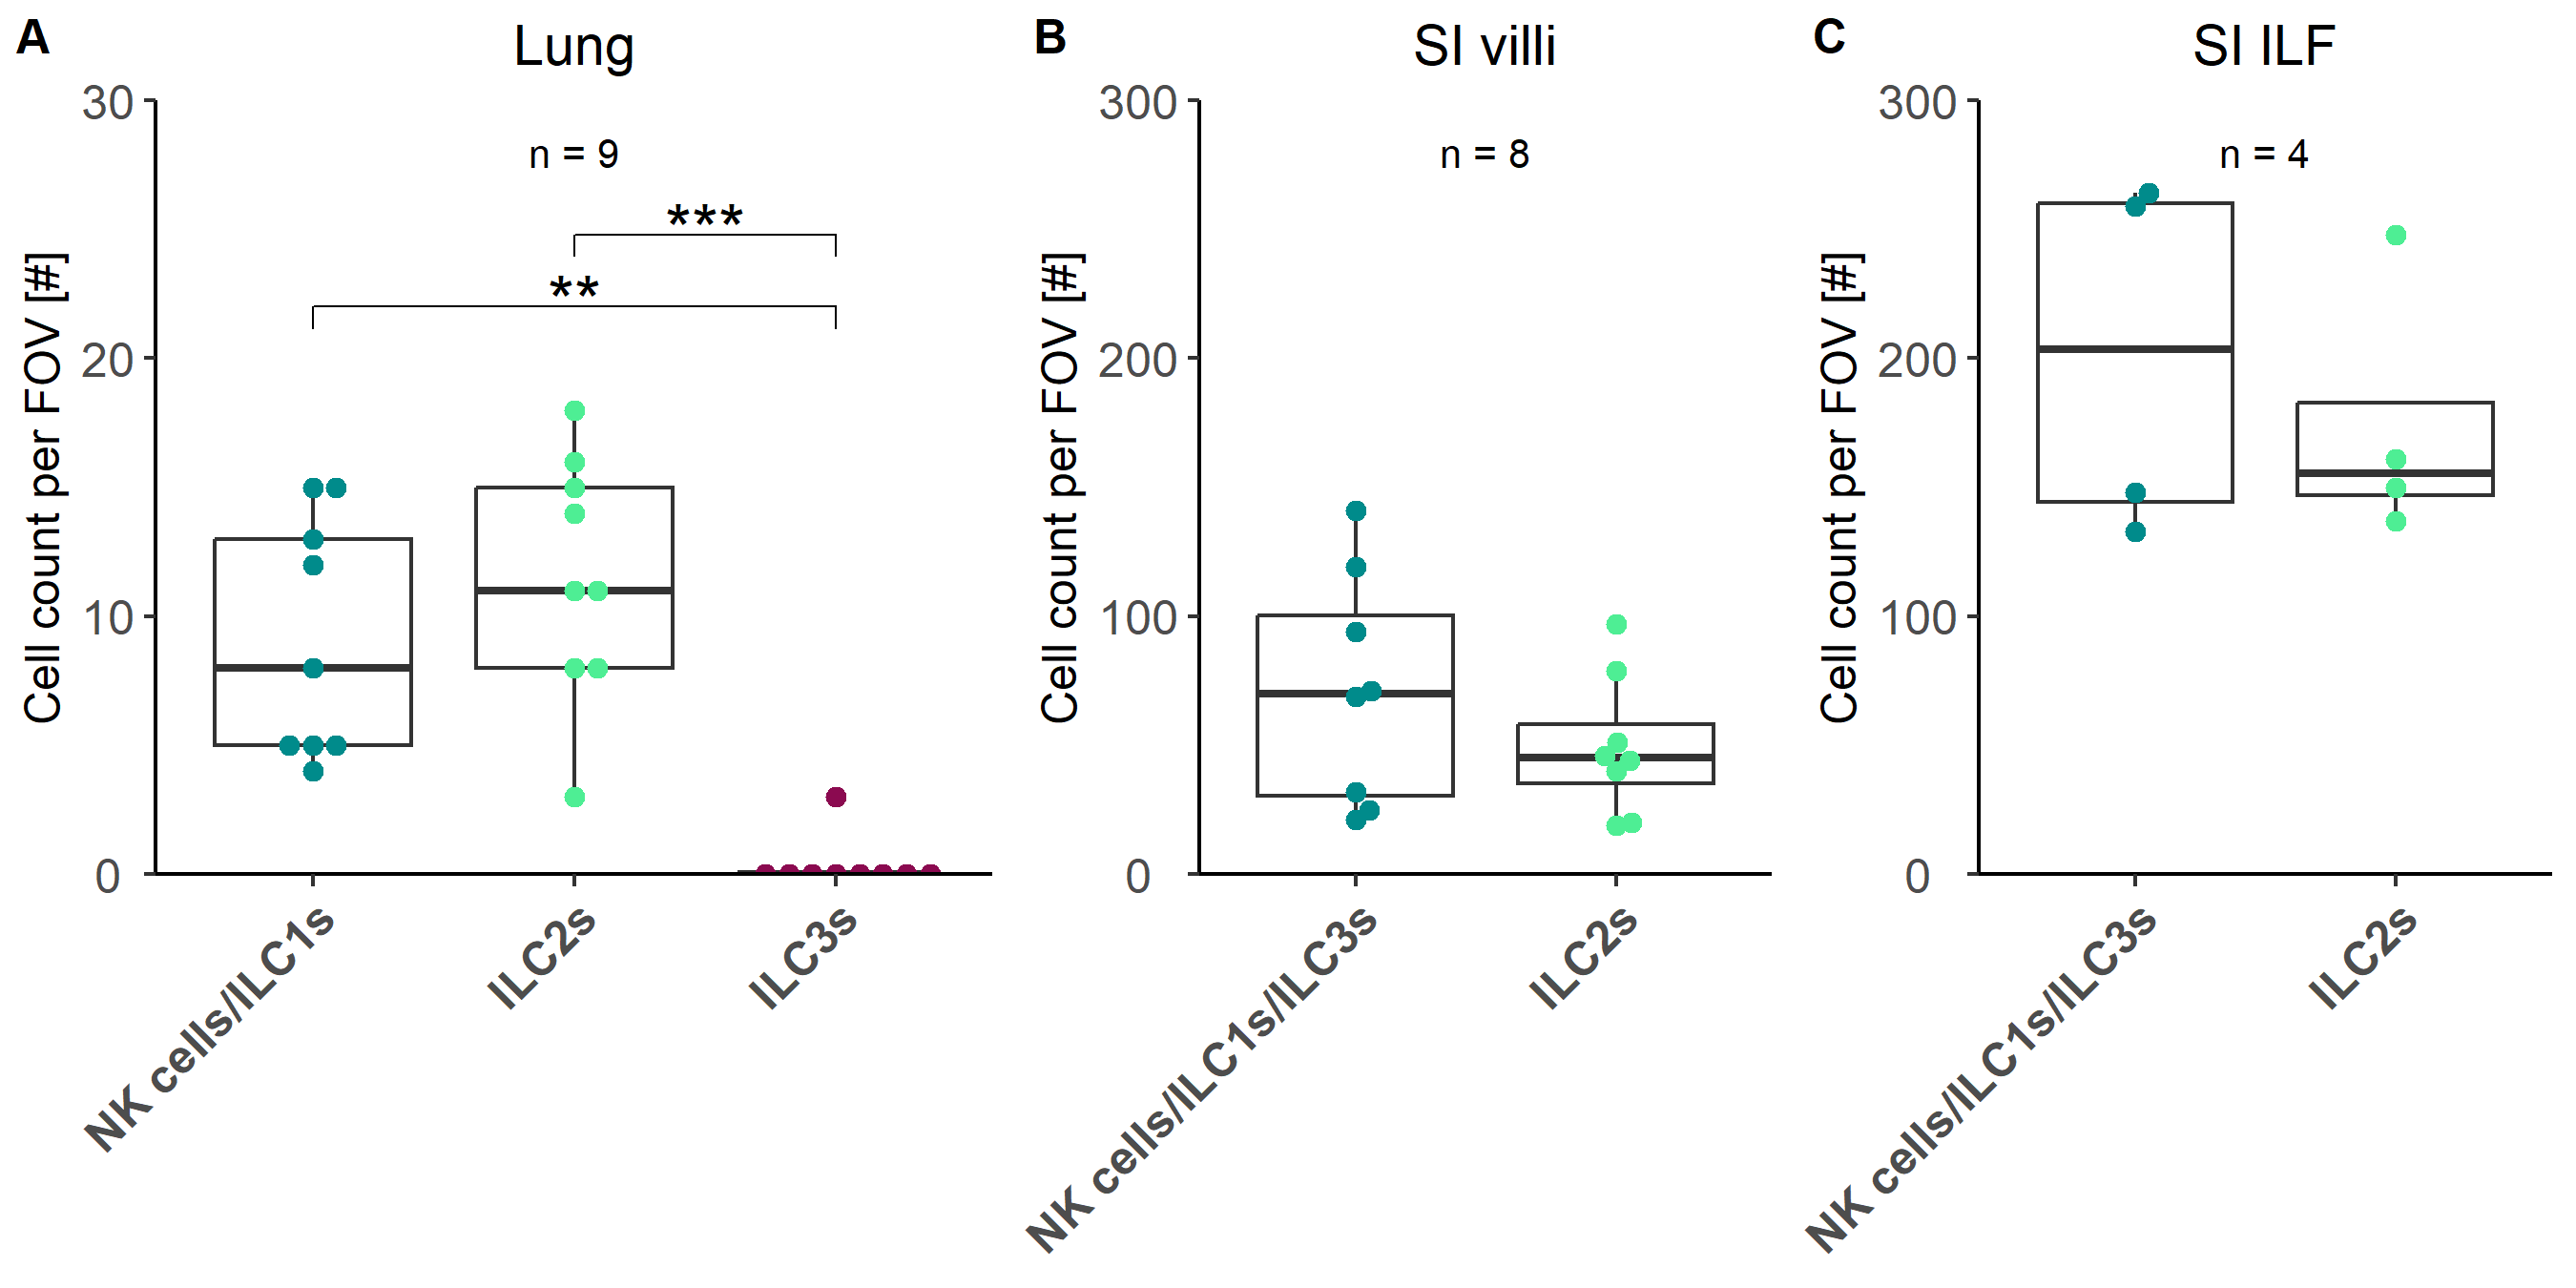 A
Lung
30
20
10
0
Cell count per FOV [#]
n = 9
***
**
NK cells/ILC1s
ILC2s
ILC3s
B
SI villi
300
200
100
0
Cell count per FOV [#]
n = 8
NK cells/ILC1s/ILC3s
ILC2s
C
SI ILF
300
200
100
0
Cell count per FOV [#]
n = 4
NK cells/ILC1s/ILC3s
ILC2s